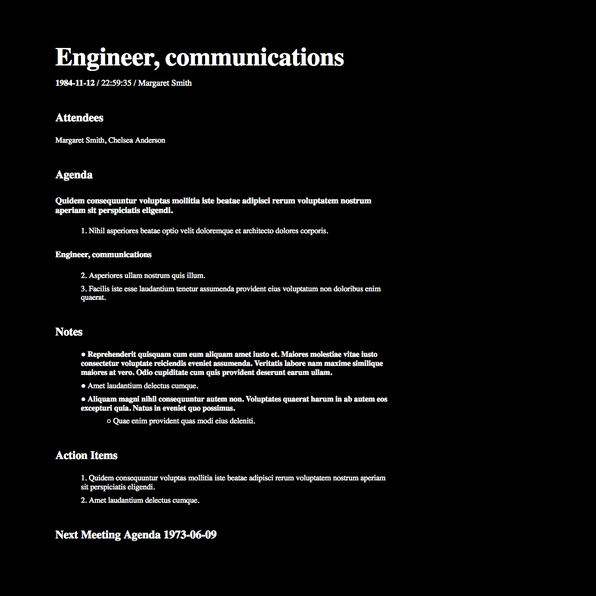 Engineer, communications
1984-11-12 / 22:59:35 / Margaret Smith
Attendees
Margaret Smith, Chelsea Anderson
Agenda
Quidem consequuntur voluptas mollitia iste beatae adipisci rerum voluptatem nostrum
aperiam sit perspiciatis eligendi.
1. Nihil asperiores beatae optio velit doloremque et architecto dolores corporis.
Engineer, communications
2. Asperiores ullam nostrum quis illum.
3. Facilis iste esse laudantium tenetur assumenda provident eius voluptatum non doloribus enim
quaerat.
Notes
● Reprehenderit quisquam cum eum aliquam amet iusto et. Maiores molestiae vitae iusto
consectetur voluptate reiciendis eveniet assumenda. Veritatis labore nam maxime similique
maiores at vero. Odio cupiditate cum quis provident deserunt earum ullam.
● Amet laudantium delectus cumque.
● Aliquam magni nihil consequuntur autem non. Voluptates quaerat harum in ab autem eos
excepturi quia. Natus in eveniet quo possimus.
○ Quae enim provident quas modi eius deleniti.
Action Items
1. Quidem consequuntur voluptas mollitia iste beatae adipisci rerum voluptatem nostrum aperiam
sit perspiciatis eligendi.
2. Amet laudantium delectus cumque.
Next Meeting Agenda 1973-06-09